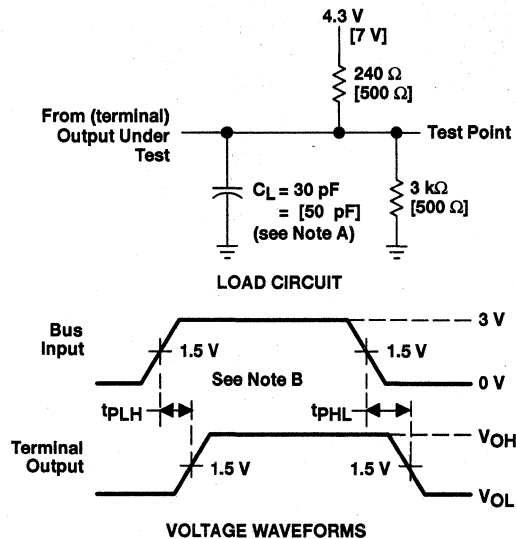 4.3 V
[7 V]
240 Ω
[500 Ω]
From (terminal)
Output Under
Test
Test Point
CL = 30 pF
= [50 pF]
(see Note A)
3 kΩ
[500 Ω]
LOAD CIRCUIT
Bus
Input
3 V
1.5 V
1.5 V
See Note B
0 V
tPLH
tPHL
Terminal
Output
VOH
1.5 V
1.5 V
VOL
VOLTAGE WAVEFORMS